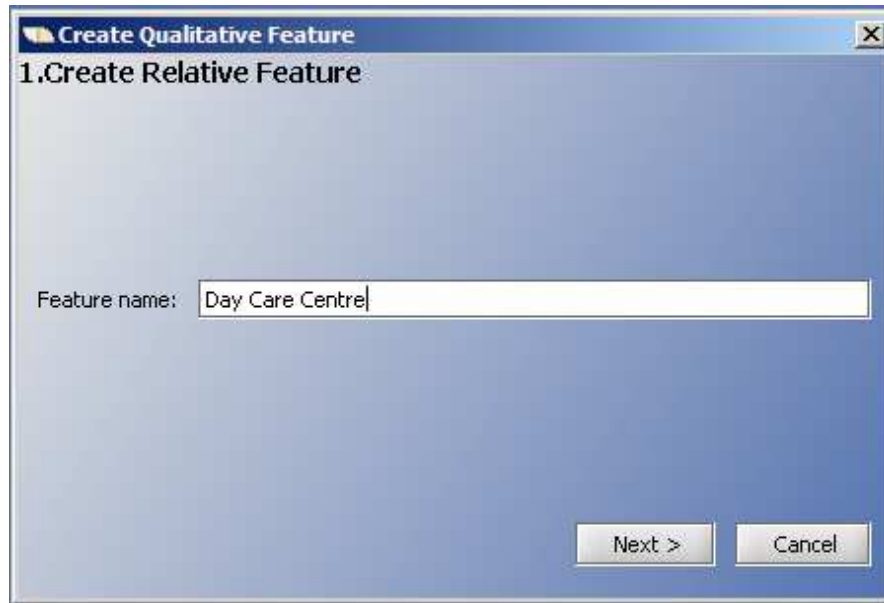 Create Qualitative Feature
1.Create Relative Feature
Feature name: Day Care Centre
Next > Cancel